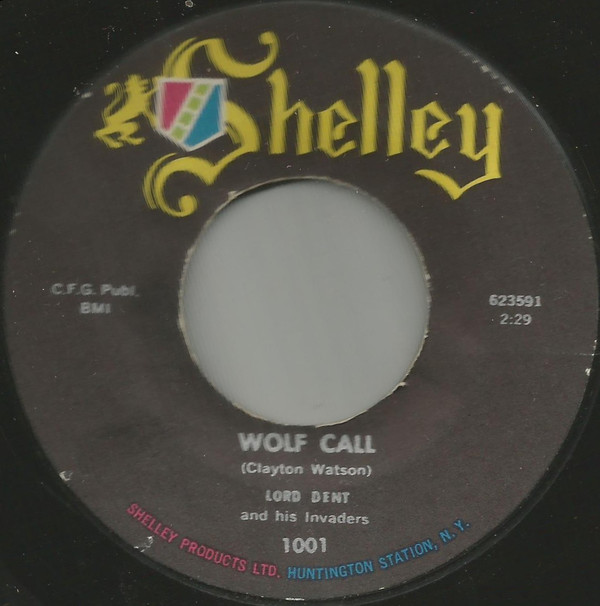 Shelley
C.F.G. Publ.
BMI
623591
2:29
WOLF CALL
(Clayton Watson)
LORD DENT
and his Invaders
1001
SHELLEY PRODUCTS LTD. HUNTINGTON STATION, N.Y.